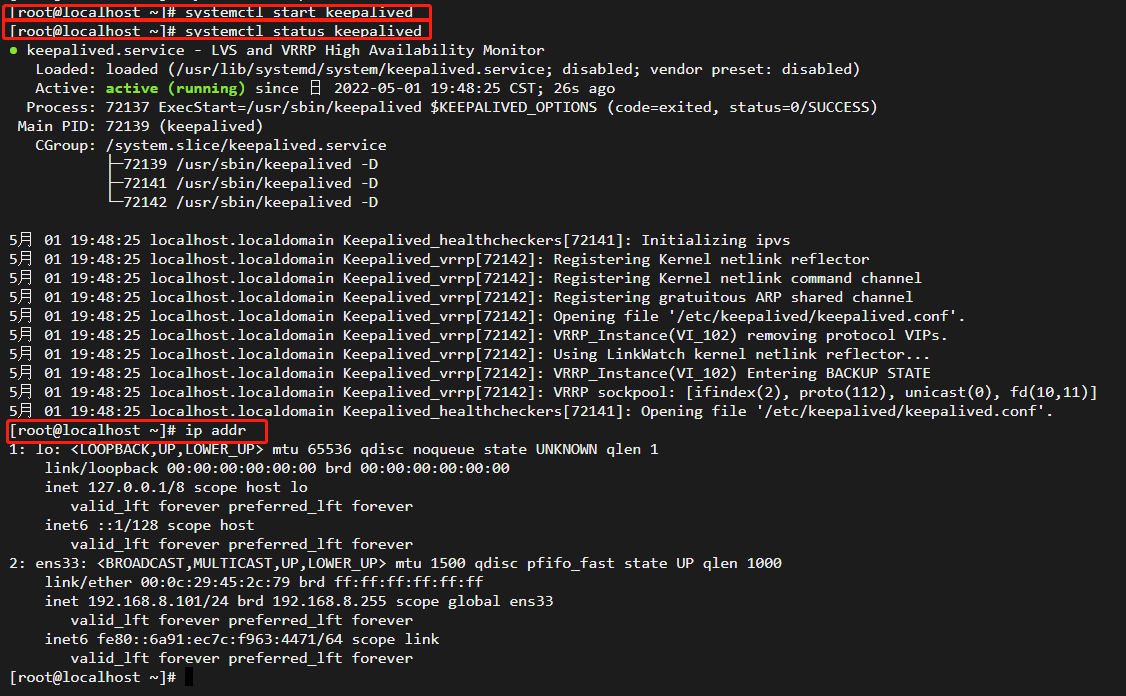 [root@localhost ~]# systemctl start keepalived
[root@localhost ~]# systemctl status keepalived
● keepalived.service - LVS and VRRP High Availability Monitor
   Loaded: loaded (/usr/lib/systemd/system/keepalived.service; disabled; vendor preset: disabled)
   Active: active (running) since 日 2022-05-01 19:48:25 CST; 26s ago
  Process: 72137 ExecStart=/usr/sbin/keepalived $KEEPALIVED_OPTIONS (code=exited, status=0/SUCCESS)
 Main PID: 72139 (keepalived)
   CGroup: /system.slice/keepalived.service
           ├─72139 /usr/sbin/keepalived -D
           ├─72141 /usr/sbin/keepalived -D
           └─72142 /usr/sbin/keepalived -D

5月 01 19:48:25 localhost.localdomain Keepalived_healthcheckers[72141]: Initializing ipvs
5月 01 19:48:25 localhost.localdomain Keepalived_vrrp[72142]: Registering Kernel netlink reflector
5月 01 19:48:25 localhost.localdomain Keepalived_vrrp[72142]: Registering Kernel netlink command channel
5月 01 19:48:25 localhost.localdomain Keepalived_vrrp[72142]: Registering gratuitous ARP shared channel
5月 01 19:48:25 localhost.localdomain Keepalived_vrrp[72142]: Opening file '/etc/keepalived/keepalived.conf'.
5月 01 19:48:25 localhost.localdomain Keepalived_vrrp[72142]: VRRP_Instance(VI_102) removing protocol VIPs.
5月 01 19:48:25 localhost.localdomain Keepalived_vrrp[72142]: Using LinkWatch kernel netlink reflector...
5月 01 19:48:25 localhost.localdomain Keepalived_vrrp[72142]: VRRP_Instance(VI_102) Entering BACKUP STATE
5月 01 19:48:25 localhost.localdomain Keepalived_vrrp[72142]: VRRP sockpool: [ifindex(2), proto(112), unicast(0), fd(10,11)]
5月 01 19:48:25 localhost.localdomain Keepalived_healthcheckers[72141]: Opening file '/etc/keepalived/keepalived.conf'.
[root@localhost ~]# ip addr
1: lo: <LOOPBACK,UP,LOWER_UP> mtu 65536 qdisc noqueue state UNKNOWN qlen 1
    link/loopback 00:00:00:00:00:00 brd 00:00:00:00:00:00
    inet 127.0.0.1/8 scope host lo
       valid_lft forever preferred_lft forever
    inet6 ::1/128 scope host
       valid_lft forever preferred_lft forever
2: ens33: <BROADCAST,MULTICAST,UP,LOWER_UP> mtu 1500 qdisc pfifo_fast state UP qlen 1000
    link/ether 00:0c:29:45:2c:79 brd ff:ff:ff:ff:ff:ff
    inet 192.168.8.101/24 brd 192.168.8.255 scope global ens33
       valid_lft forever preferred_lft forever
    inet6 fe80::6a91:ec7c:f963:4471/64 scope link
       valid_lft forever preferred_lft forever
[root@localhost ~]#